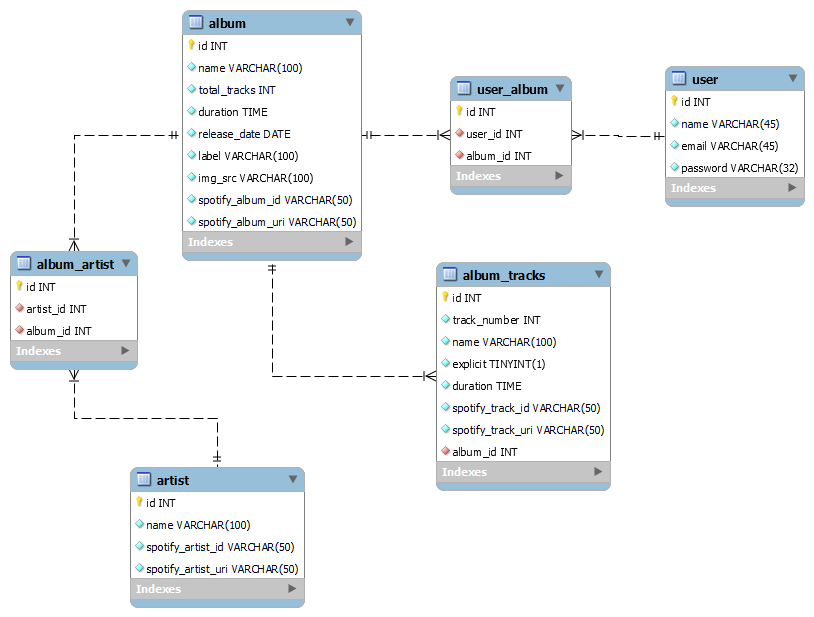 album
id INT
name VARCHAR(100)
total_tracks INT
duration TIME
release_date DATE
label VARCHAR(100)
img_src VARCHAR(100)
spotify_album_id VARCHAR(50)
spotify_album_uri VARCHAR(50)
Indexes
user_album
id INT
user_id INT
album_id INT
Indexes
user
id INT
name VARCHAR(45)
email VARCHAR(45)
password VARCHAR(32)
Indexes
album_artist
id INT
artist_id INT
album_id INT
Indexes
album_tracks
id INT
track_number INT
name VARCHAR(100)
explicit TINYINT(1)
duration TIME
spotify_track_id VARCHAR(50)
spotify_track_uri VARCHAR(50)
album_id INT
Indexes
artist
id INT
name VARCHAR(100)
spotify_artist_id VARCHAR(50)
spotify_artist_uri VARCHAR(50)
Indexes